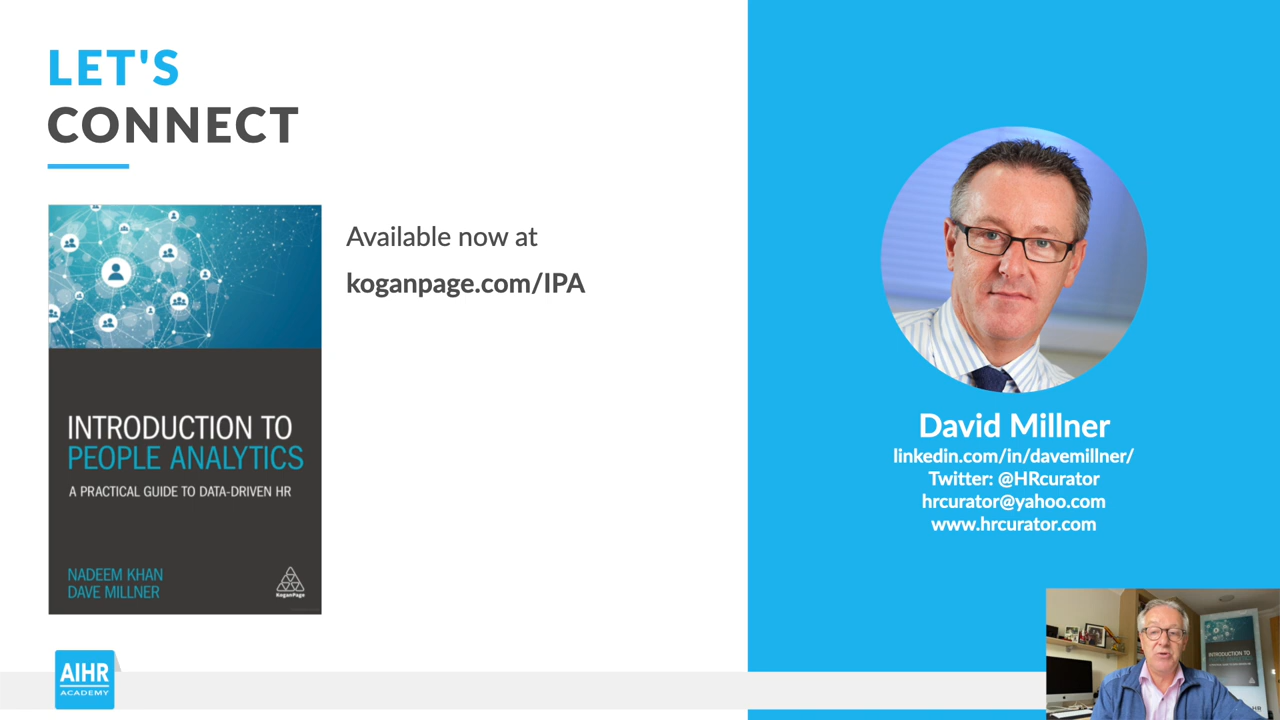 LET'S
CONNECT
Available now at
koganpage.com/IPA
INTRODUCTION TO
PEOPLE ANALYTICS
A PRACTICAL GUIDE TO DATA-DRIVEN HR
NADEEM KHAN
DAVE MILLNER
KoganPage
David Millner
linkedin.com/in/davemillner/
Twitter: @HRcurator
hrcurator@yahoo.com
www.hrcurator.com
AIHR
ACADEMY
INTRODUCTION TO